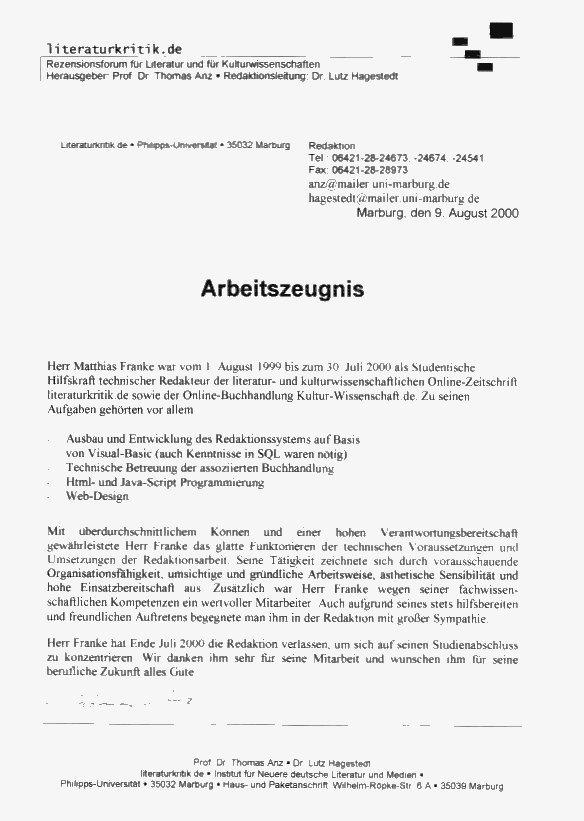 literaturkritik.de
Rezensionsforum für Literatur und für Kulturwissenschaften
Herausgeber: Prof. Dr. Thomas Anz • Redaktionsleitung: Dr. Lutz Hagestedt
Literaturkritik.de • Philipps-Universität • 35032 Marburg
Redaktion
Tel.: 06421-28-24673, -24674, -24541
Fax: 06421-28-28973
anz@mailer.uni-marburg.de
hagestedt@mailer.uni-marburg.de
Marburg, den 9. August 2000
Arbeitszeugnis
Herr Matthias Franke war vom 1. August 1999 bis zum 30. Juli 2000 als Studentische
Hilfskraft technischer Redakteur der literatur- und kulturwissenschaftlichen Online-Zeitschrift
literaturkritik.de sowie der Online-Buchhandlung Kultur-Wissenschaft.de. Zu seinen
Aufgaben gehörten vor allem
- Ausbau und Entwicklung des Redaktionssystems auf Basis
von Visual-Basic (auch Kenntnisse in SQL waren nötig)
- Technische Betreuung der assoziierten Buchhandlung
- Html- und Java-Script Programmierung
- Web-Design
Mit überdurchschnittlichem Können und einer hohen Verantwortungsbereitschaft
gewährleistete Herr Franke das glatte Funktionieren der technischen Voraussetzungen und
Umsetzungen der Redaktionsarbeit. Seine Tätigkeit zeichnete sich durch vorausschauende
Organisationsfähigkeit, umsichtige und gründliche Arbeitsweise, ästhetische Sensibilität und
hohe Einsatzbereitschaft aus. Zusätzlich war Herr Franke wegen seiner fachwissen-
schaftlichen Kompetenzen ein wertvoller Mitarbeiter. Auch aufgrund seines stets hilfsbereiten
und freundlichen Auftretens begegnete man ihm in der Redaktion mit großer Sympathie.
Herr Franke hat Ende Juli 2000 die Redaktion verlassen, um sich auf seinen Studienabschluss
zu konzentrieren. Wir danken ihm sehr für seine Mitarbeit und wünschen ihm für seine
berufliche Zukunft alles Gute
Prof. Dr. Thomas Anz • Dr. Lutz Hagestedt
literaturkritik.de • Institut für Neuere deutsche Literatur und Medien •
Philipps-Universität • 35032 Marburg • Haus- und Paketanschrift: Wilhelm-Röpke-Str. 6 A • 35039 Marburg